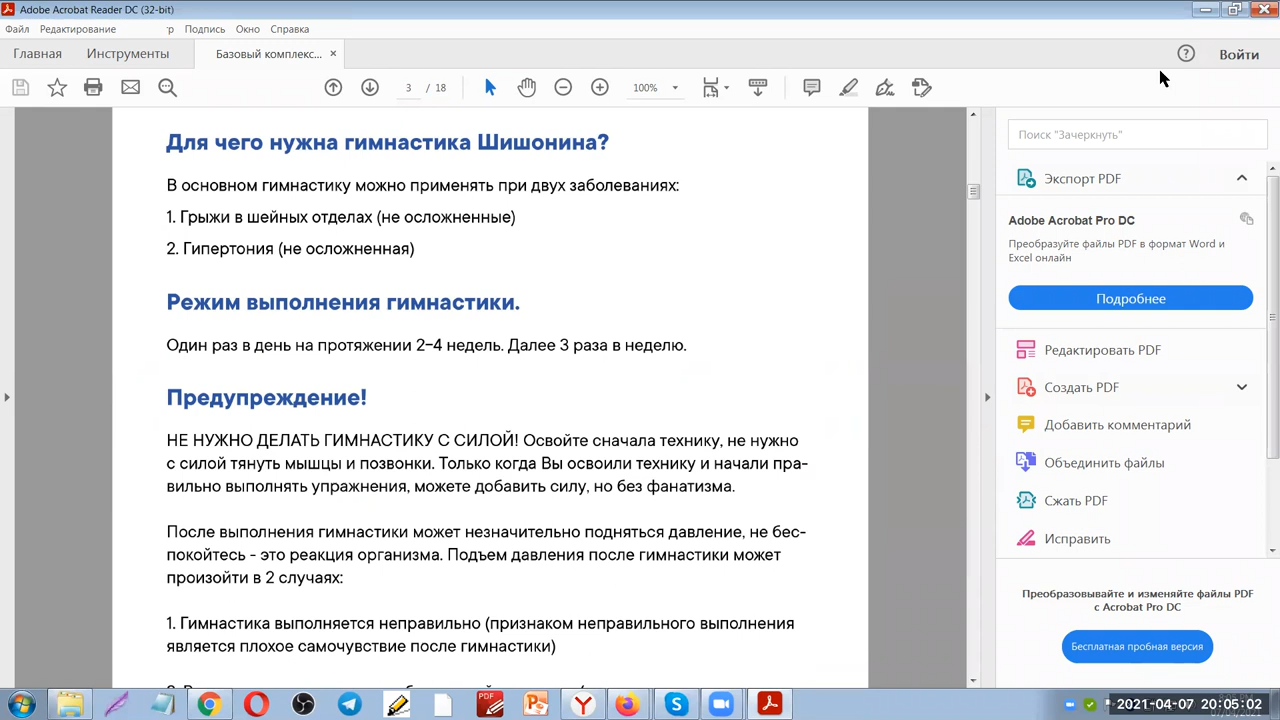 Adobe Acrobat Reader DC (32-bit)
Файл Редактирование Подпись Окно Справка
Главная Инструменты Базовый комплекс... × Войти
3 / 18 100%
Для чего нужна гимнастика Шишонина?
В основном гимнастику можно применять при двух заболеваниях:
1. Грыжи в шейных отделах (не осложненные)
2. Гипертония (не осложненная)
Режим выполнения гимнастики.
Один раз в день на протяжении 2–4 недель. Далее 3 раза в неделю.
Предупреждение!
НЕ НУЖНО ДЕЛАТЬ ГИМНАСТИКУ С СИЛОЙ! Освойте сначала технику, не нужно
с силой тянуть мышцы и позвонки. Только когда Вы освоили технику и начали пра-
вильно выполнять упражнения, можете добавить силу, но без фанатизма.
После выполнения гимнастики может незначительно подняться давление, не бес-
покойтесь - это реакция организма. Подъем давления после гимнастики может
произойти в 2 случаях:
1. Гимнастика выполняется неправильно (признаком неправильного выполнения
является плохое самочувствие после гимнастики)
Поиск "Зачеркнуть"
Экспорт PDF
Adobe Acrobat Pro DC
Преобразуйте файлы PDF в формат Word и
Excel онлайн
Подробнее
Редактировать PDF
Создать PDF
Добавить комментарий
Объединить файлы
Сжать PDF
Исправить
Преобразовывайте и изменяйте файлы PDF
с Acrobat Pro DC
Бесплатная пробная версия
2021-04-07 20:05:02